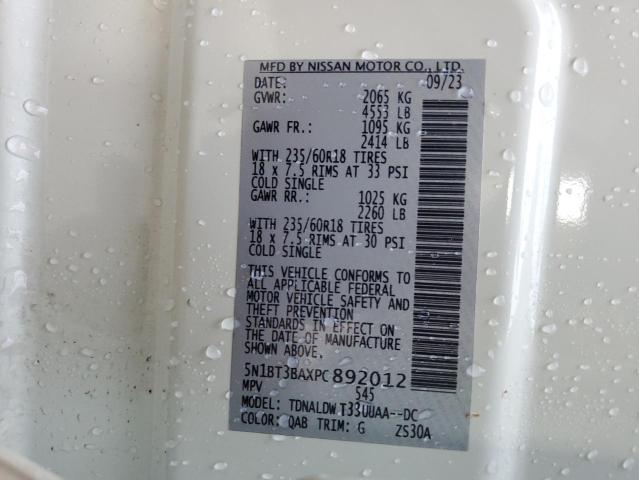 MFD BY NISSAN MOTOR CO., LTD.
DATE: 09/23
GVWR: 2065 KG
4553 LB
GAWR FR.: 1095 KG
2414 LB
WITH 235/60R18 TIRES
18 x 7.5 RIMS AT 33 PSI
COLD SINGLE
GAWR RR.: 1025 KG
2260 LB
WITH 235/60R18 TIRES
18 x 7.5 RIMS AT 30 PSI
COLD SINGLE
THIS VEHICLE CONFORMS TO
ALL APPLICABLE FEDERAL
MOTOR VEHICLE SAFETY AND
THEFT PREVENTION
STANDARDS IN EFFECT ON
THE DATE OF MANUFACTURE
SHOWN ABOVE.
5N1BT3BAXPC892012
MPV 545
MODEL: TDNALDWT33UUAA--DC
COLOR: QAB TRIM: G ZS30A